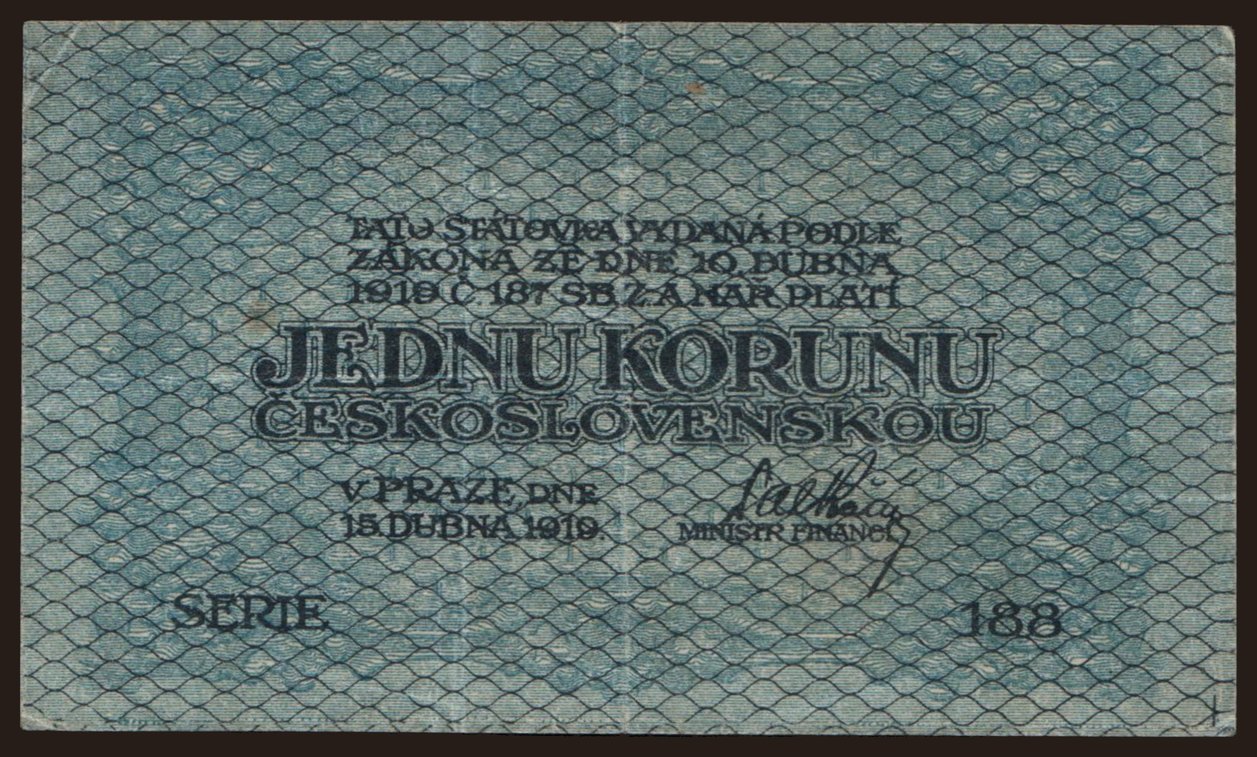 TATO STÁTOVKA VYDANÁ PODLE
ZÁKONA ZE DNE 10. DUBNA
1919 Č. 187 SB. Z. A NAR. PLATÍ
JEDNU KORUNU
ČESKOSLOVENSKOU
V PRAZE, DNE
15. DUBNA 1919.
MINISTR FINANCÍ
SERIE 188